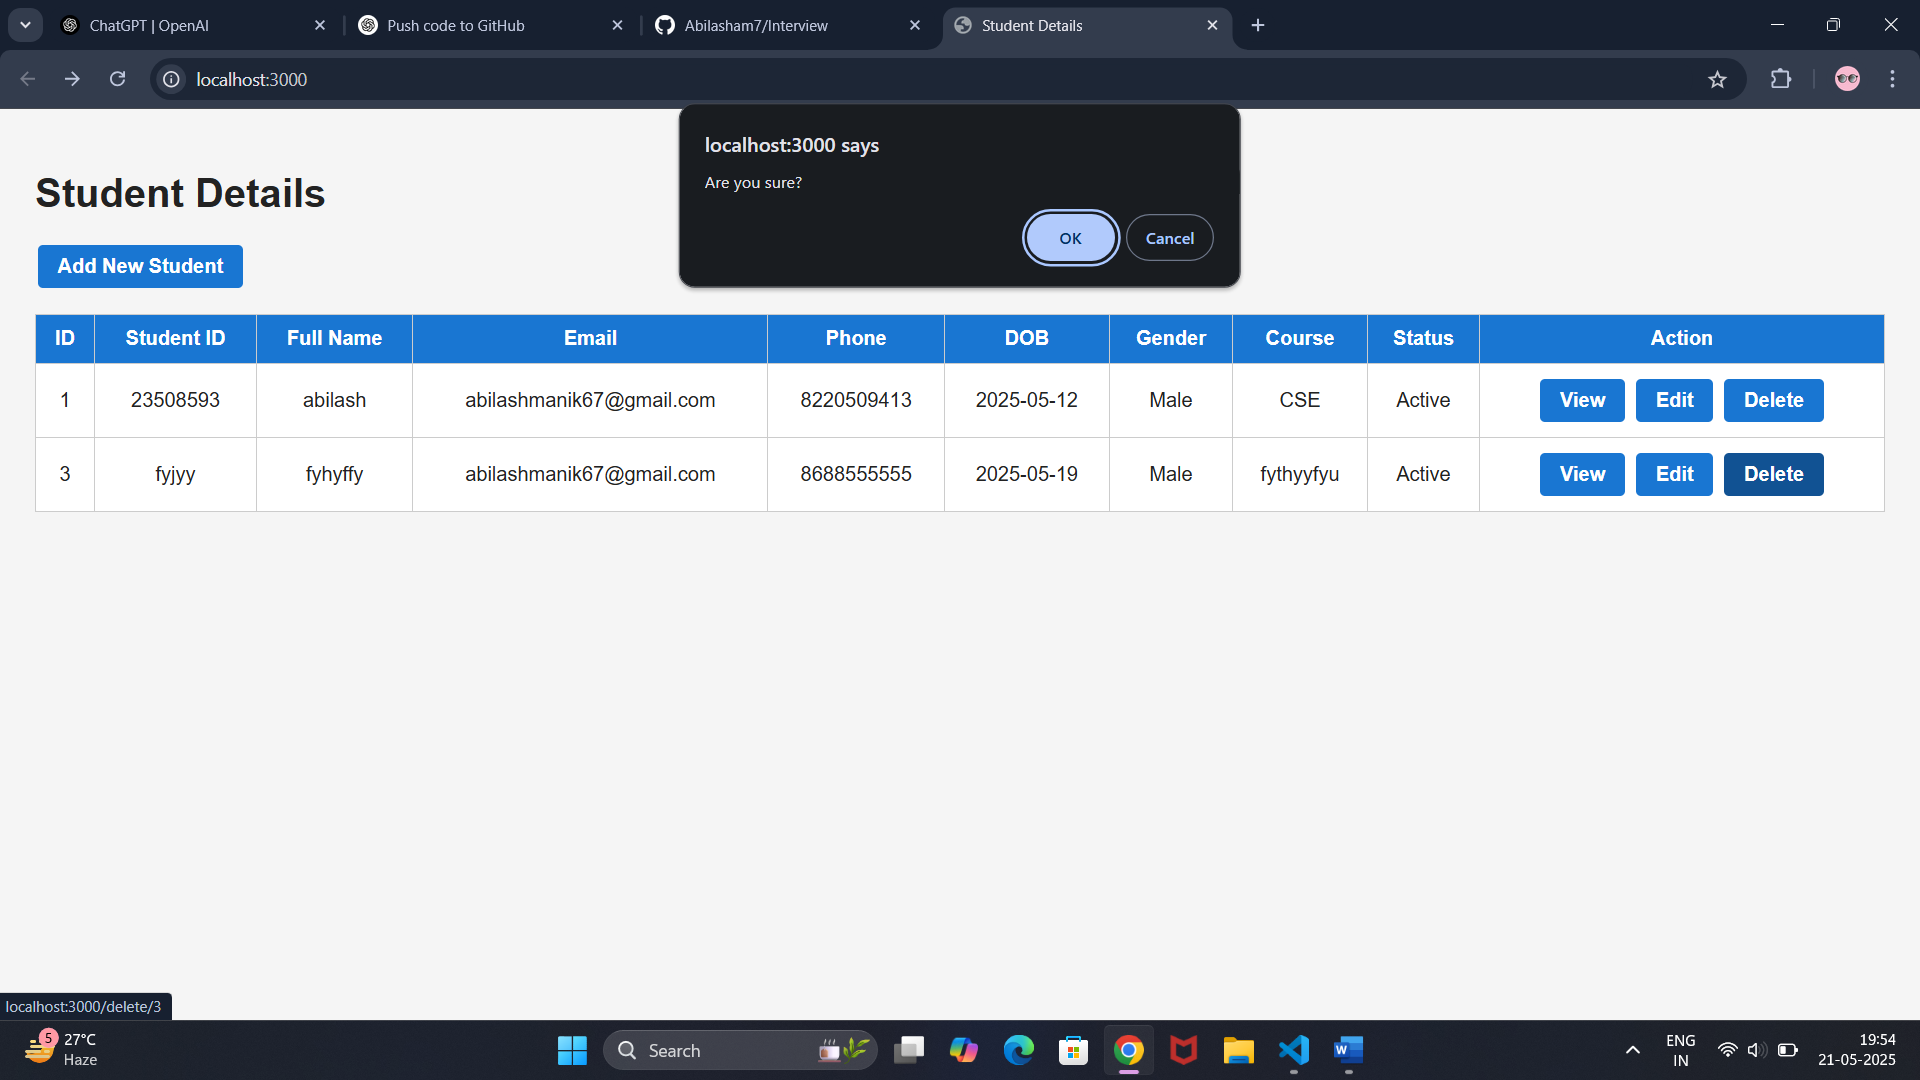 ChatGPT | OpenAI
Push code to GitHub
Abilasham7/Interview
Student Details
localhost:3000
localhost:3000 says
Are you sure?
OK
Cancel
Student Details
Add New Student
ID Student ID Full Name Email Phone DOB Gender Course Status Action
1 23508593 abilash abilashmanik67@gmail.com 8220509413 2025-05-12 Male CSE Active View Edit Delete
3 fyjyy fyhyffy abilashmanik67@gmail.com 8688555555 2025-05-19 Male fythyyfyu Active View Edit Delete
localhost:3000/delete/3
5
27°C
Haze
Search
W
ENG
IN
19:54
21-05-2025